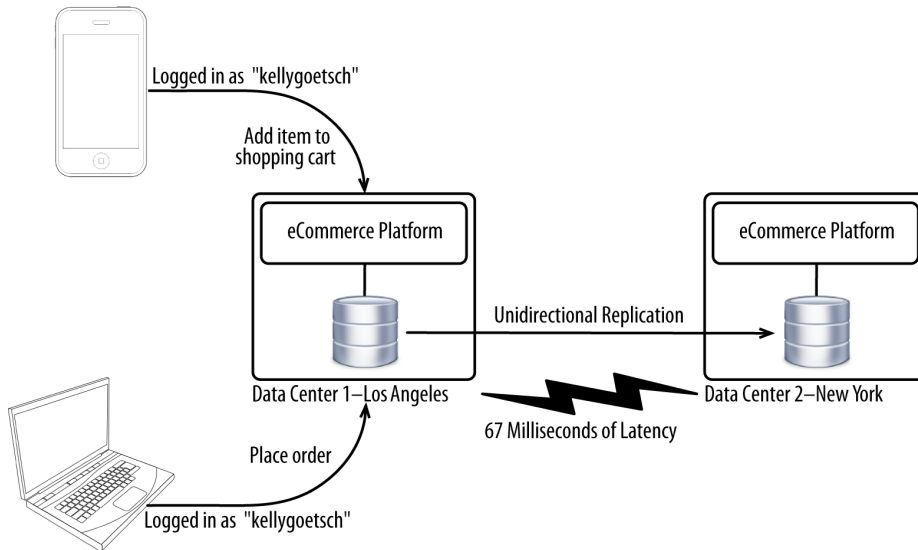 Logged in as "kellygoetsch"
Add item to
shopping cart
eCommerce Platform
eCommerce Platform
Unidirectional Replication
Data Center 1–Los Angeles
Data Center 2–New York
67 Milliseconds of Latency
Place order
Logged in as "kellygoetsch"